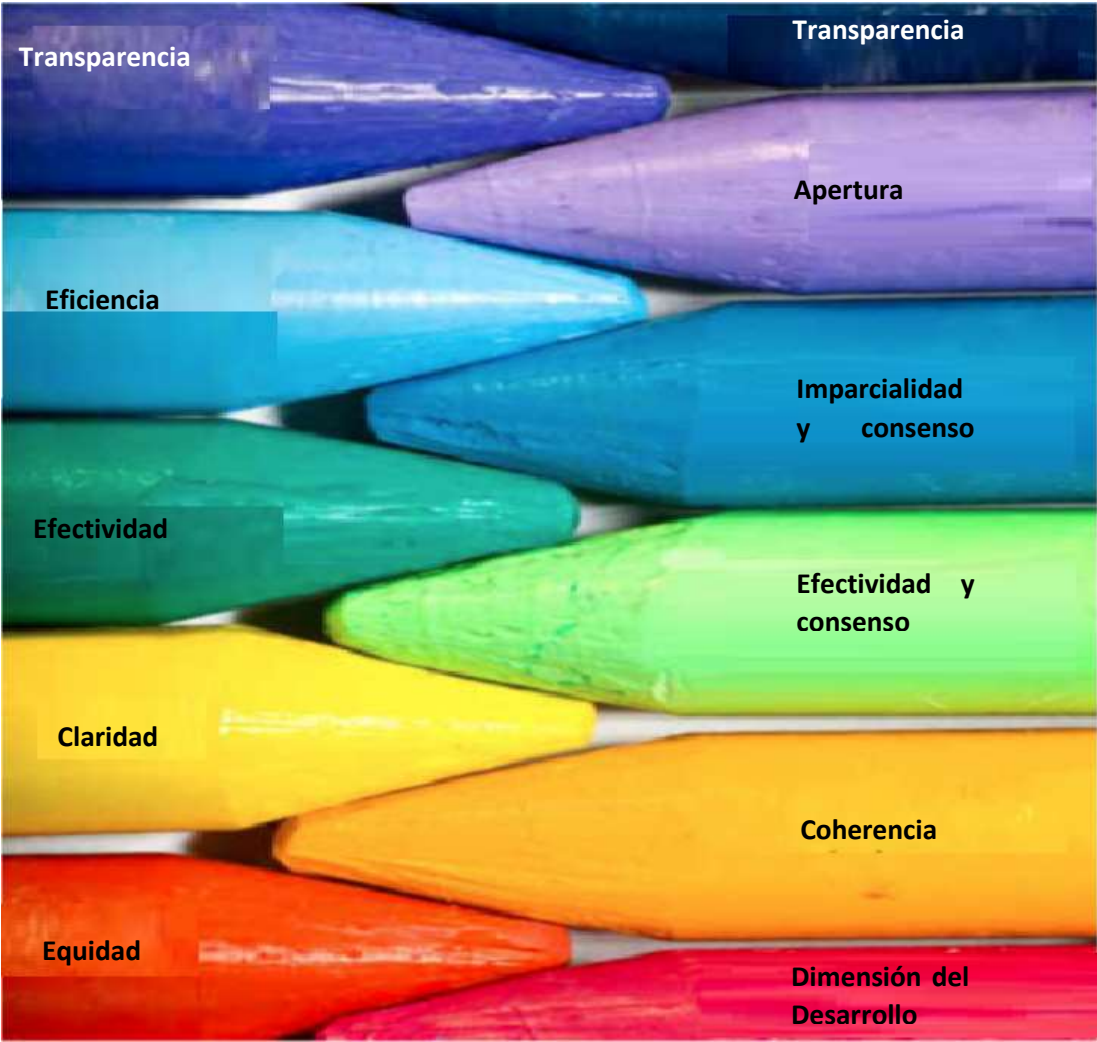 Transparencia
Transparencia
Apertura
Eficiencia
Imparcialidad
y consenso
Efectividad
Efectividad y
consenso
Claridad
Coherencia
Equidad
Dimensión del
Desarrollo